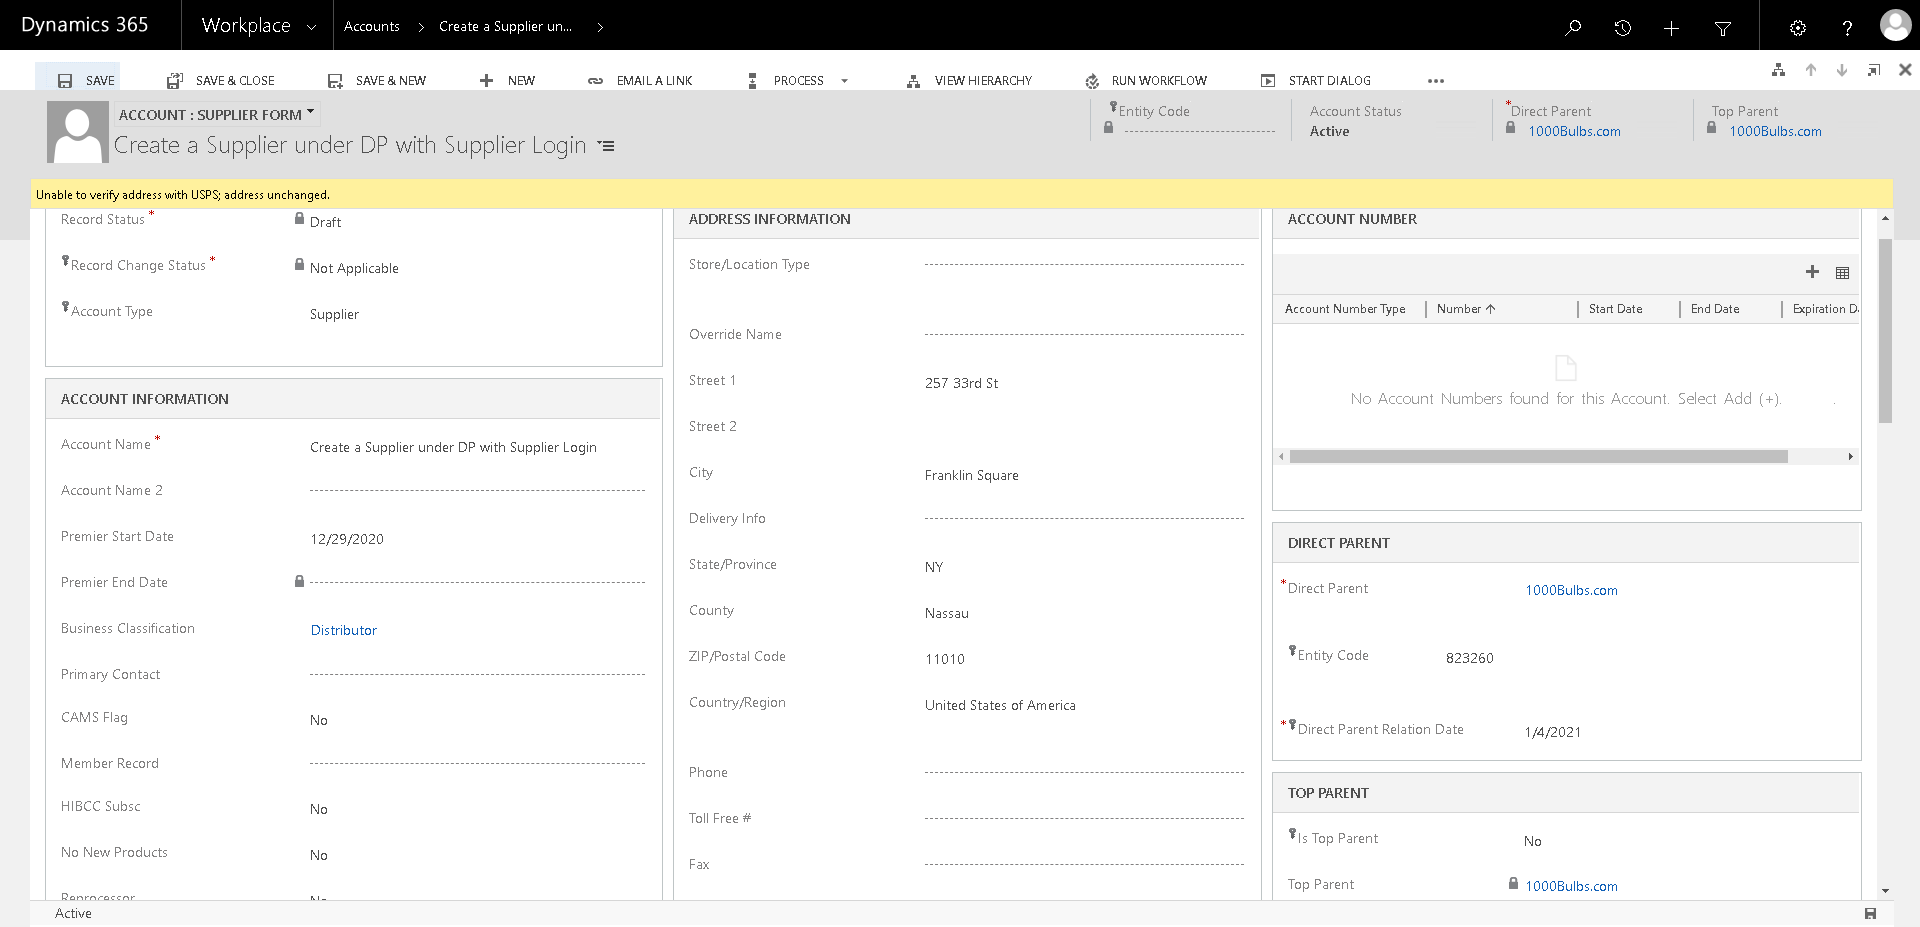 Dynamics 365
Workplace
Accounts
Create a Supplier un...
SAVE
SAVE & CLOSE
SAVE & NEW
NEW
EMAIL A LINK
PROCESS
VIEW HIERARCHY
RUN WORKFLOW
START DIALOG
ACCOUNT : SUPPLIER FORM
Create a Supplier under DP with Supplier Login
Entity Code
Account Status
Active
*Direct Parent
1000Bulbs.com
Top Parent
1000Bulbs.com
Unable to verify address with USPS; address unchanged.
Record Status *
Draft
Record Change Status *
Not Applicable
Account Type
Supplier
ACCOUNT INFORMATION
Account Name *
Create a Supplier under DP with Supplier Login
Account Name 2
Premier Start Date
12/29/2020
Premier End Date
Business Classification
Distributor
Primary Contact
CAMS Flag
No
Member Record
HIBCC Subsc
No
No New Products
No
Reprocessor
No
ADDRESS INFORMATION
Store/Location Type
Override Name
Street 1
257 33rd St
Street 2
City
Franklin Square
Delivery Info
State/Province
NY
County
Nassau
ZIP/Postal Code
11010
Country/Region
United States of America
Phone
Toll Free #
Fax
ACCOUNT NUMBER
Account Number Type
Number
Start Date
End Date
Expiration D
No Account Numbers found for this Account. Select Add (+). .
DIRECT PARENT
*Direct Parent
1000Bulbs.com
Entity Code
823260
*Direct Parent Relation Date
1/4/2021
TOP PARENT
Is Top Parent
No
Top Parent
1000Bulbs.com
Active